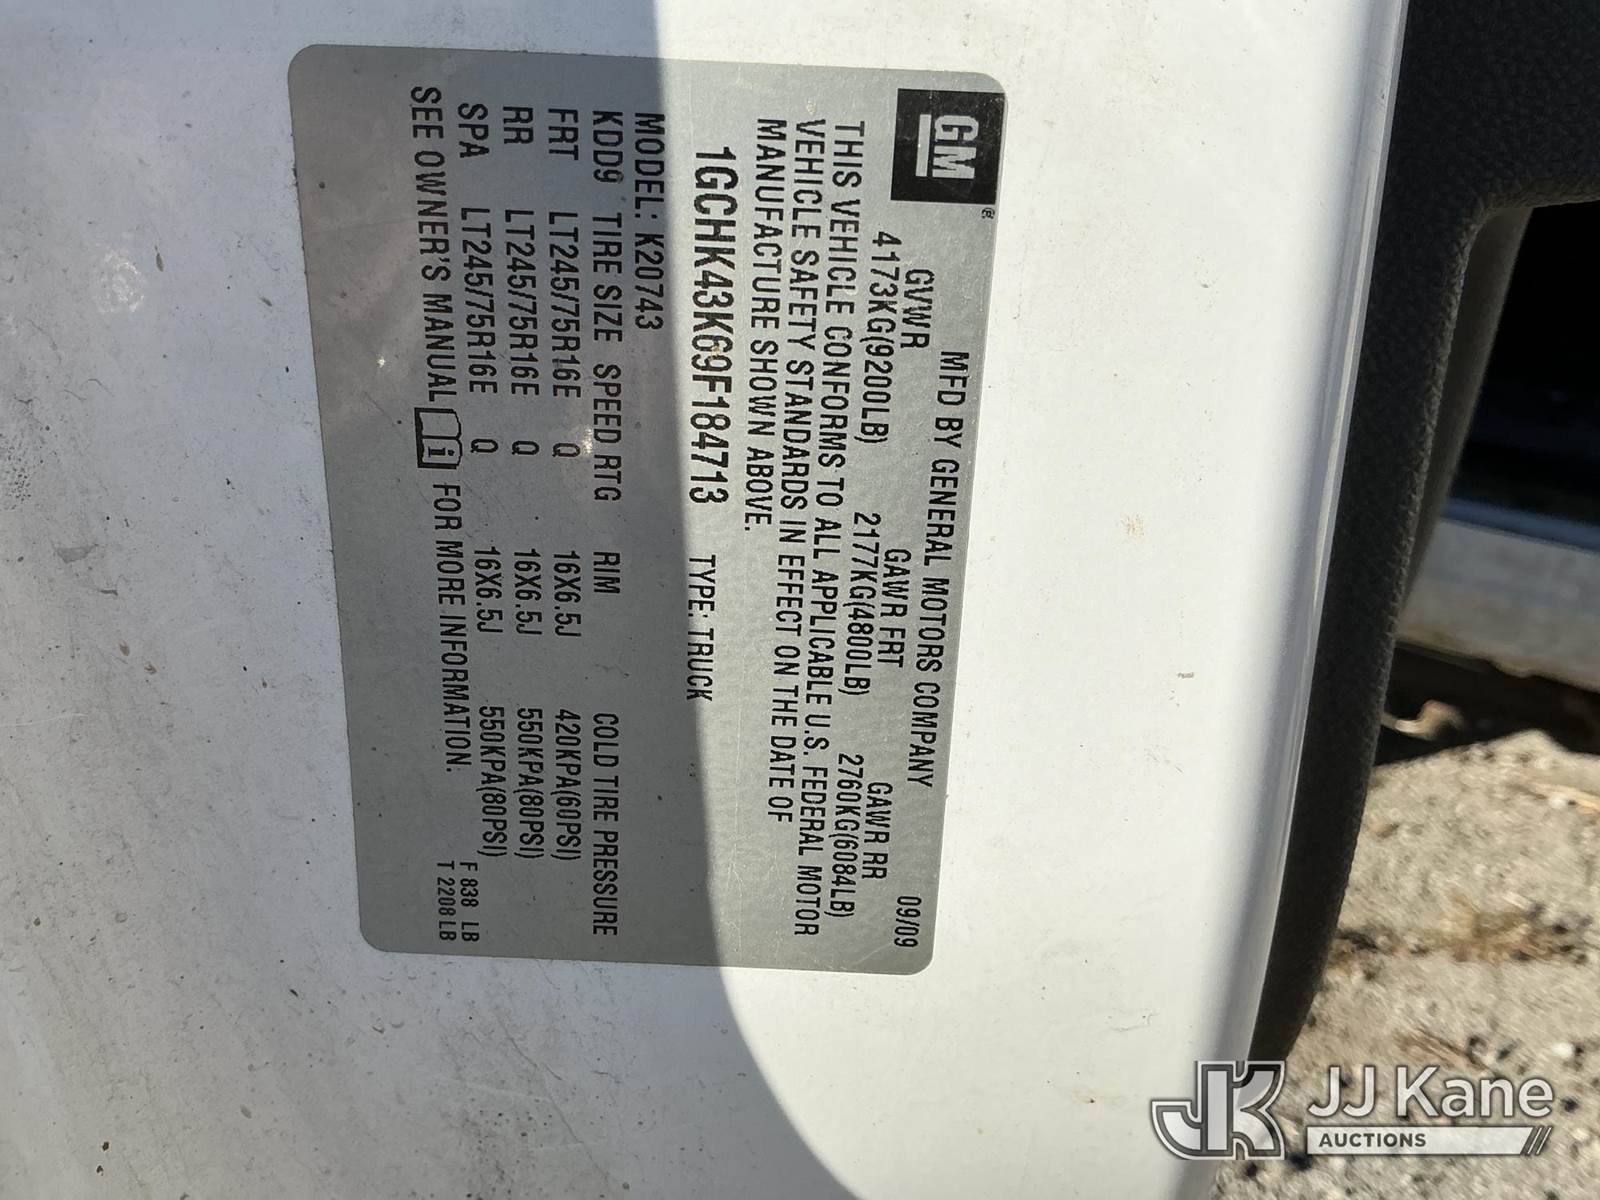 GM®
MFD BY GENERAL MOTORS COMPANY 09/09
GVWR GAWR FRT GAWR RR
4173KG(9200LB) 2177KG(4800LB) 2760KG(6084LB)
THIS VEHICLE CONFORMS TO ALL APPLICABLE U.S. FEDERAL MOTOR
VEHICLE SAFETY STANDARDS IN EFFECT ON THE DATE OF
MANUFACTURE SHOWN ABOVE.
1GCHK43K69F184713 TYPE: TRUCK
MODEL: K20743
KDD9 TIRE SIZE SPEED RTG RIM COLD TIRE PRESSURE
FRT LT245/75R16E Q 16X6.5J 420KPA(60PSI)
RR LT245/75R16E Q 16X6.5J 550KPA(80PSI)
SPA LT245/75R16E Q 16X6.5J 550KPA(80PSI)
SEE OWNER'S MANUAL i FOR MORE INFORMATION.
F 838 LB
T 2208 LB
JK JJ Kane
AUCTIONS